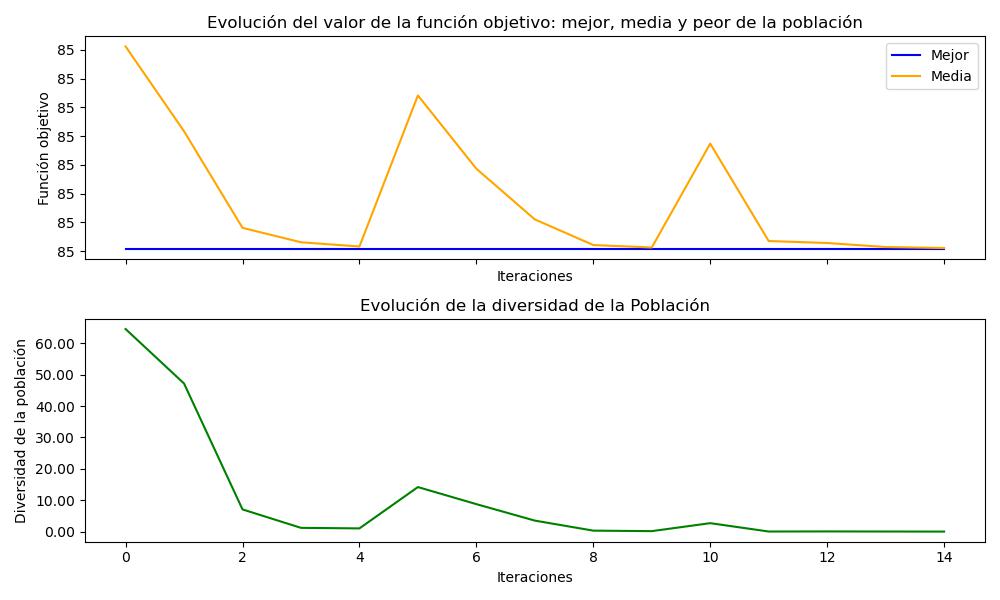 Evolución del valor de la función objetivo: mejor, media y peor de la población
Función objetivo
85
85
85
85
85
85
85
85
Mejor
Media
Iteraciones
Evolución de la diversidad de la Población
Diversidad de la población
60.00
50.00
40.00
30.00
20.00
10.00
0.00
0 2 4 6 8 10 12 14
Iteraciones